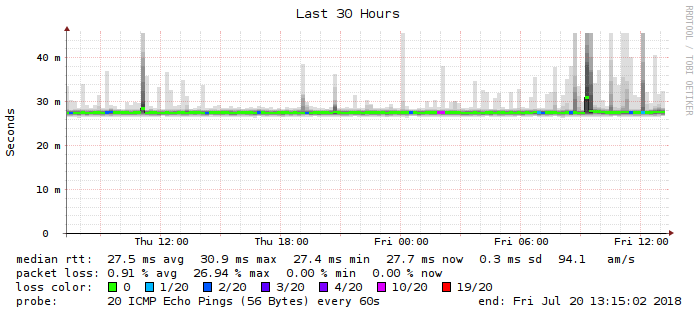 Last 30 Hours
RRDTOOL / TOBI OETIKER
Seconds
40 m
30 m
20 m
10 m
0
Thu 12:00 Thu 18:00 Fri 00:00 Fri 06:00 Fri 12:00
median rtt: 27.5 ms avg 30.9 ms max 27.4 ms min 27.7 ms now 0.3 ms sd 94.1 am/s
packet loss: 0.91 % avg 26.94 % max 0.00 % min 0.00 % now
loss color: 0 1/20 2/20 3/20 4/20 10/20 19/20
probe: 20 ICMP Echo Pings (56 Bytes) every 60s end: Fri Jul 20 13:15:02 2018